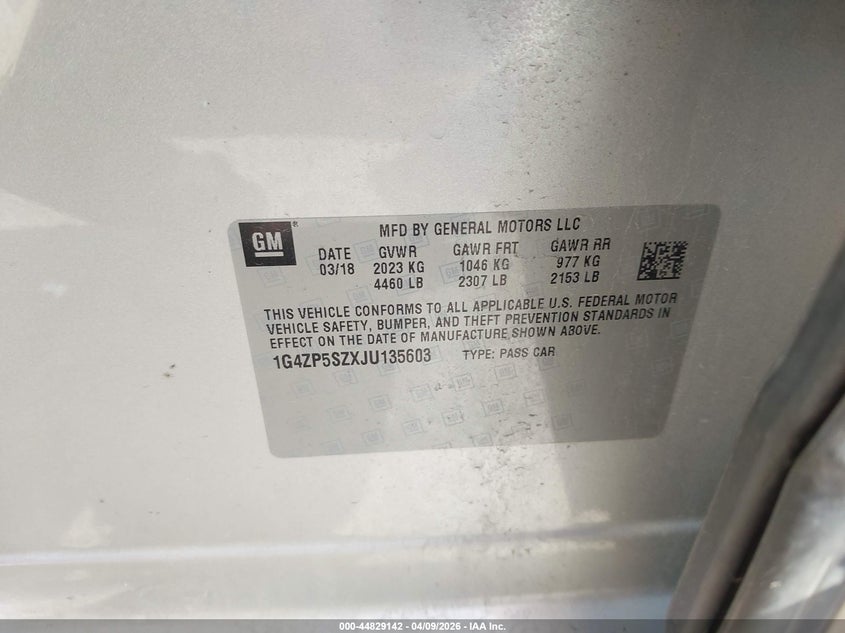 GM
®
MFD BY GENERAL MOTORS LLC
DATE GVWR GAWR FRT GAWR RR
03/18 2023 KG 1046 KG 977 KG
4460 LB 2307 LB 2153 LB
THIS VEHICLE CONFORMS TO ALL APPLICABLE U.S. FEDERAL MOTOR
VEHICLE SAFETY, BUMPER, AND THEFT PREVENTION STANDARDS IN
EFFECT ON THE DATE OF MANUFACTURE SHOWN ABOVE.
1G4ZP5SZXJU135603 TYPE: PASS CAR
000-44829142 - 04/09/2026 - IAA Inc.